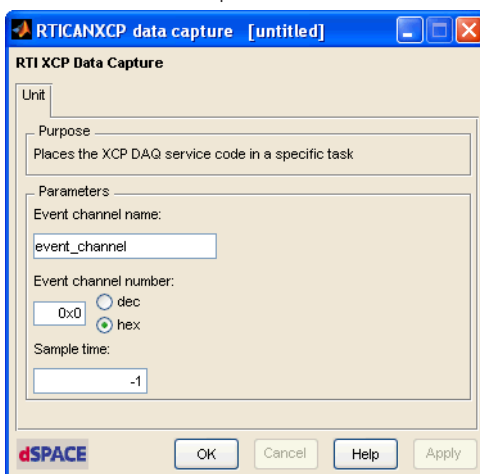 RTICANXCP data capture [untitled]
RTI XCP Data Capture
Unit
Purpose
Places the XCP DAQ service code in a specific task
Parameters
Event channel name:
event_channel
Event channel number:
0x0
dec
hex
Sample time:
-1
dSPACE
OK
Cancel
Help
Apply